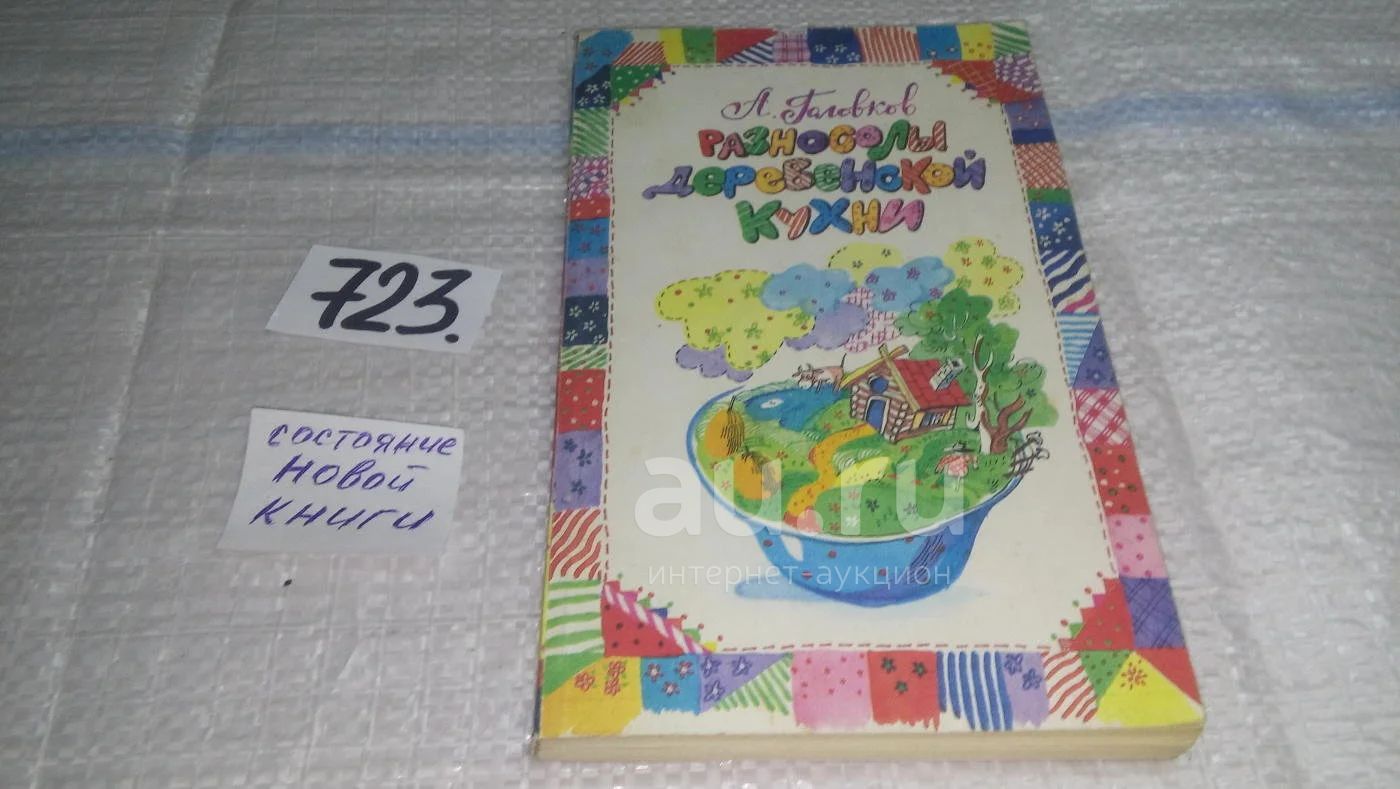 А. Головков
РАЗНОСОЛЫ
ДЕРЕВЕНСКОЙ
КУХНИ
723.
состояние
новой
книги
au.ru
интернет-аукцион